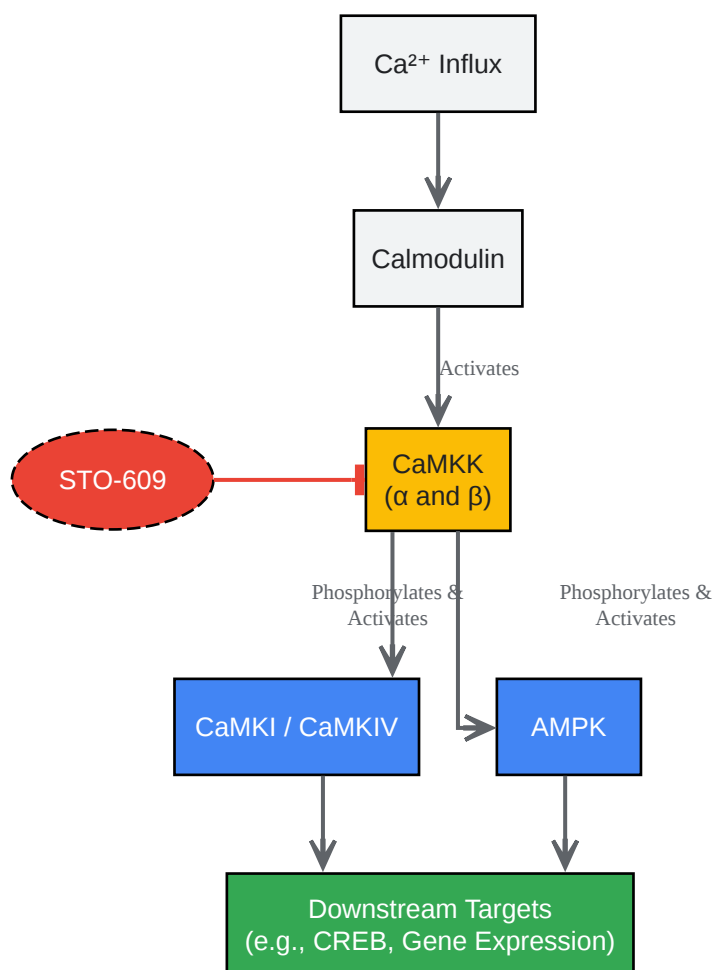 Ca²⁺ Influx
Calmodulin
Activates
CaMKK
(α and β)
STO-609
Phosphorylates &
Activates
Phosphorylates &
Activates
CaMKI / CaMKIV
AMPK
Downstream Targets
(e.g., CREB, Gene Expression)